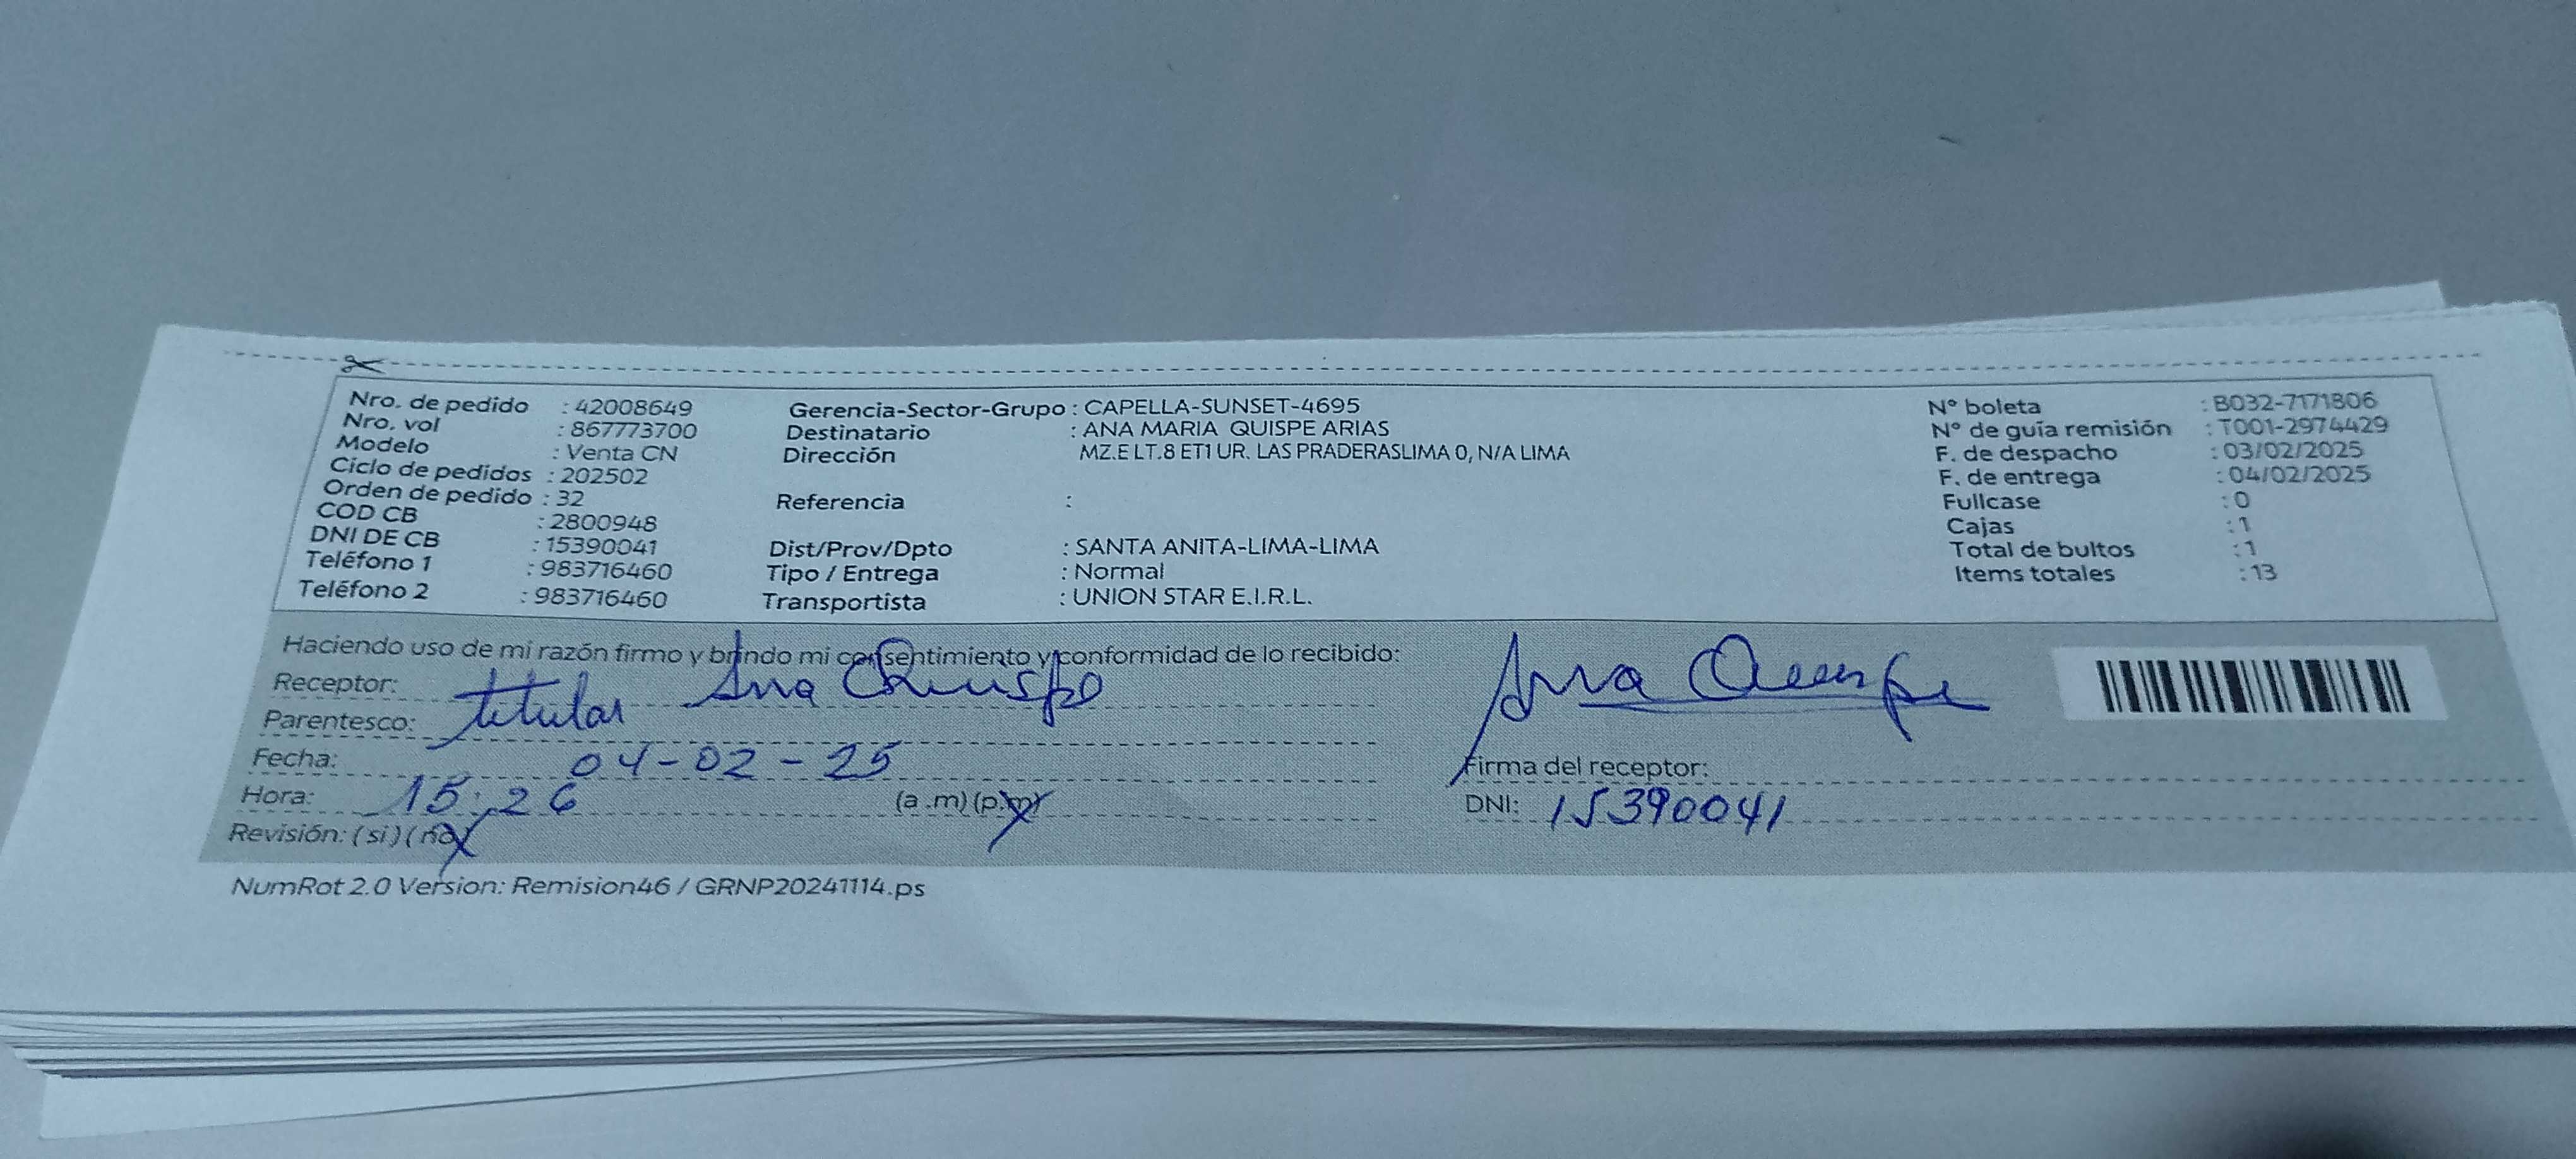 Nro. de pedido : 42008649
Nro. vol : 867773700
Modelo : Venta CN
Ciclo de pedidos : 202502
Orden de pedido : 32
COD CB : 2800948
DNI DE CB : 15390041
Teléfono 1 : 983716460
Teléfono 2 : 983716460
Gerencia-Sector-Grupo : CAPELLA-SUNSET-4695
Destinatario : ANA MARIA QUISPE ARIAS
Dirección MZ.E LT.8 ET1 UR. LAS PRADERASLIMA 0, N/A LIMA
Referencia :
Dist/Prov/Dpto : SANTA ANITA-LIMA-LIMA
Tipo / Entrega : Normal
Transportista : UNION STAR E.I.R.L.
N° boleta : B032-7171806
N° de guía remisión : T001-2974429
F. de despacho : 03/02/2025
F. de entrega : 04/02/2025
Fullcase : 0
Cajas : 1
Total de bultos : 1
Items totales : 13
Haciendo uso de mi razón firmo y brindo mi consentimiento y conformidad de lo recibido:
Receptor: Ana Quispe
Parentesco: titular
Fecha: 04-02-25
Hora: 15:26 (a .m) (p.m)
Revisión: (si) (no)
Ana Quispe
Firma del receptor:
DNI: 15390041
NumRot 2.0 Version: Remision46 / GRNP20241114.ps